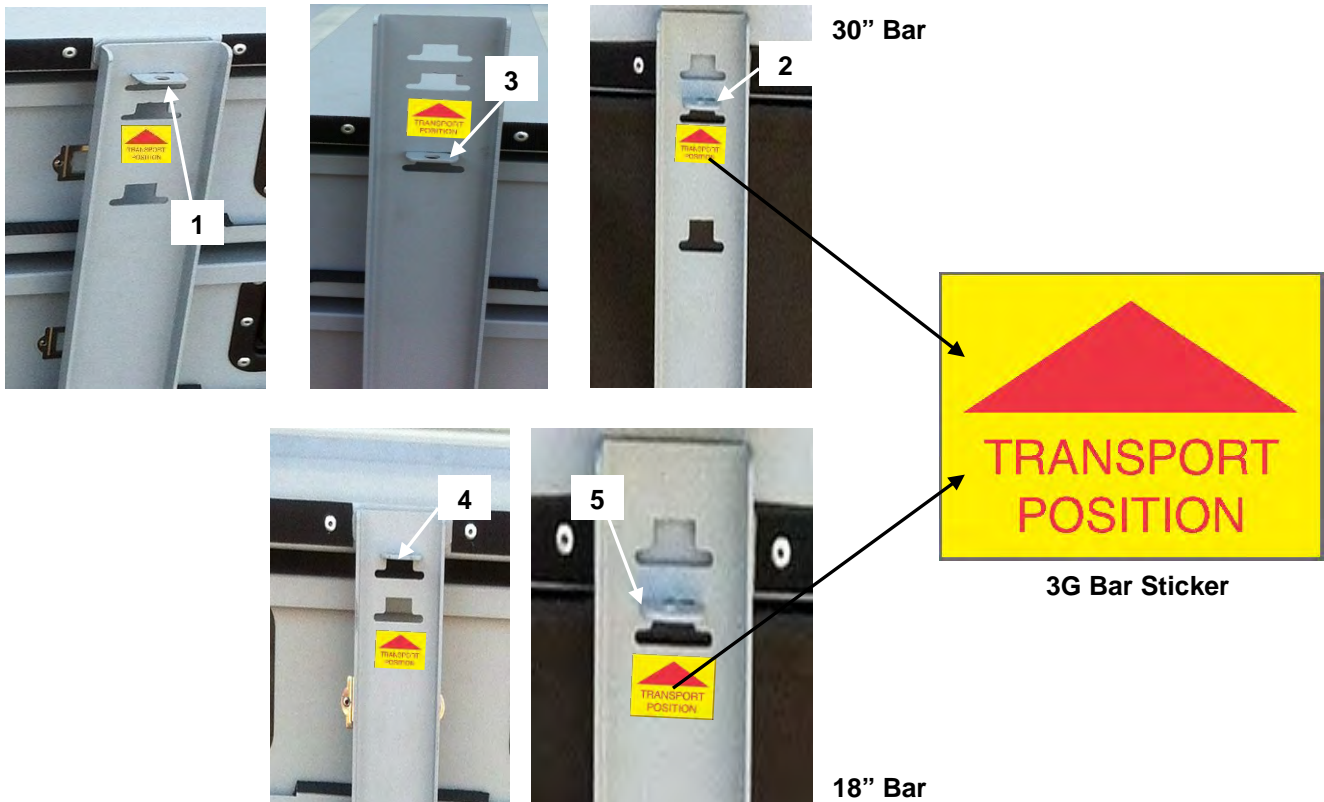 30” Bar
1
3
2
TRANSPORT
POSITION
TRANSPORT
POSITION
TRANSPORT
POSITION
TRANSPORT
POSITION
3G Bar Sticker
4
5
TRANSPORT
POSITION
TRANSPORT
POSITION
18” Bar